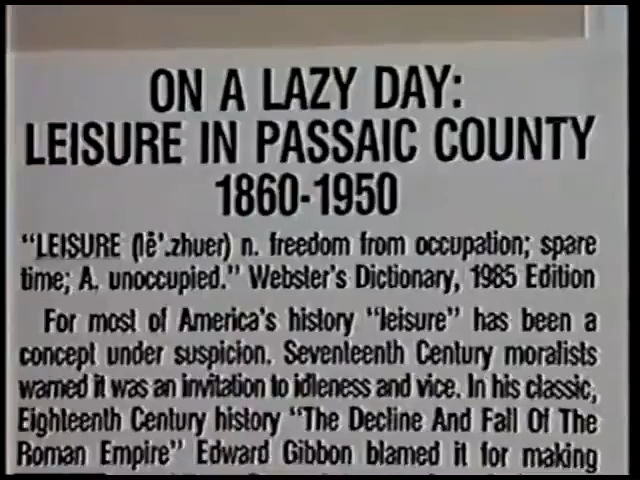 ON A LAZY DAY:
LEISURE IN PASSAIC COUNTY
1860-1950
"LEISURE (lē'.zhuer) n. freedom from occupation; spare
time; A. unoccupied." Webster's Dictionary, 1985 Edition
For most of America's history "leisure" has been a
concept under suspicion. Seventeenth Century moralists
warned it was an invitation to idleness and vice. In his classic,
Eighteenth Century history "The Decline And Fall Of The
Roman Empire" Edward Gibbon blamed it for making